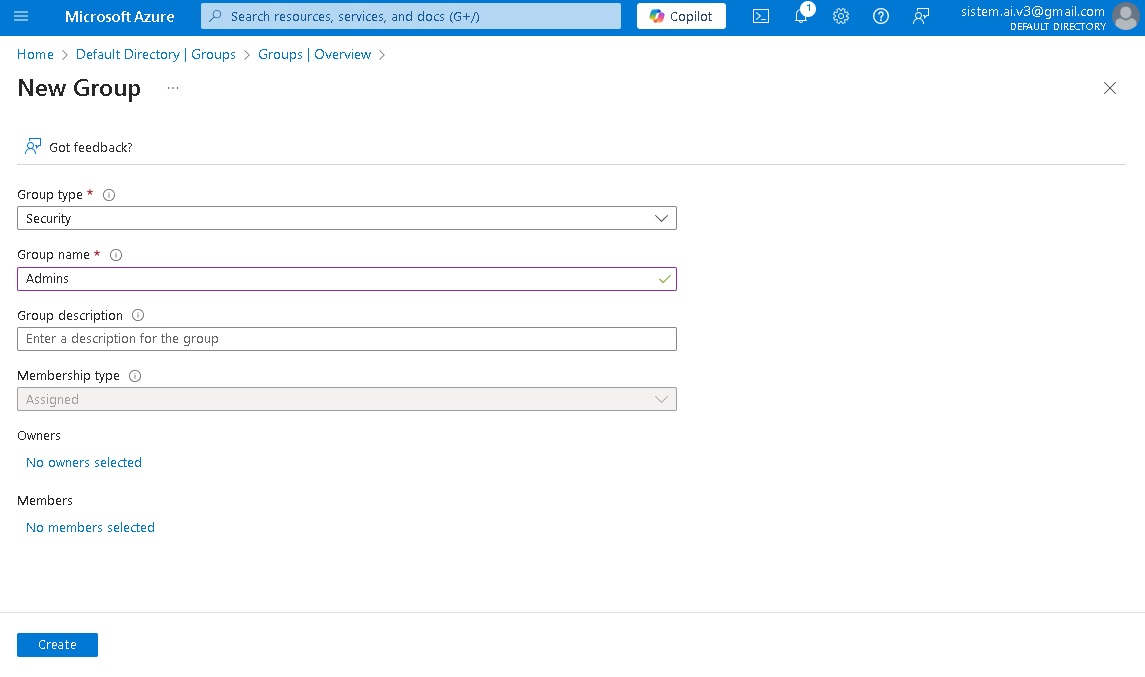 Microsoft Azure
Search resources, services, and docs (G+/)
Copilot
1
sistem.ai.v3@gmail.com
DEFAULT DIRECTORY
Home > Default Directory | Groups > Groups | Overview >
New Group ...
Got feedback?
Group type *
Security
Group name *
Admins
Group description
Enter a description for the group
Membership type
Assigned
Owners
No owners selected
Members
No members selected
Create